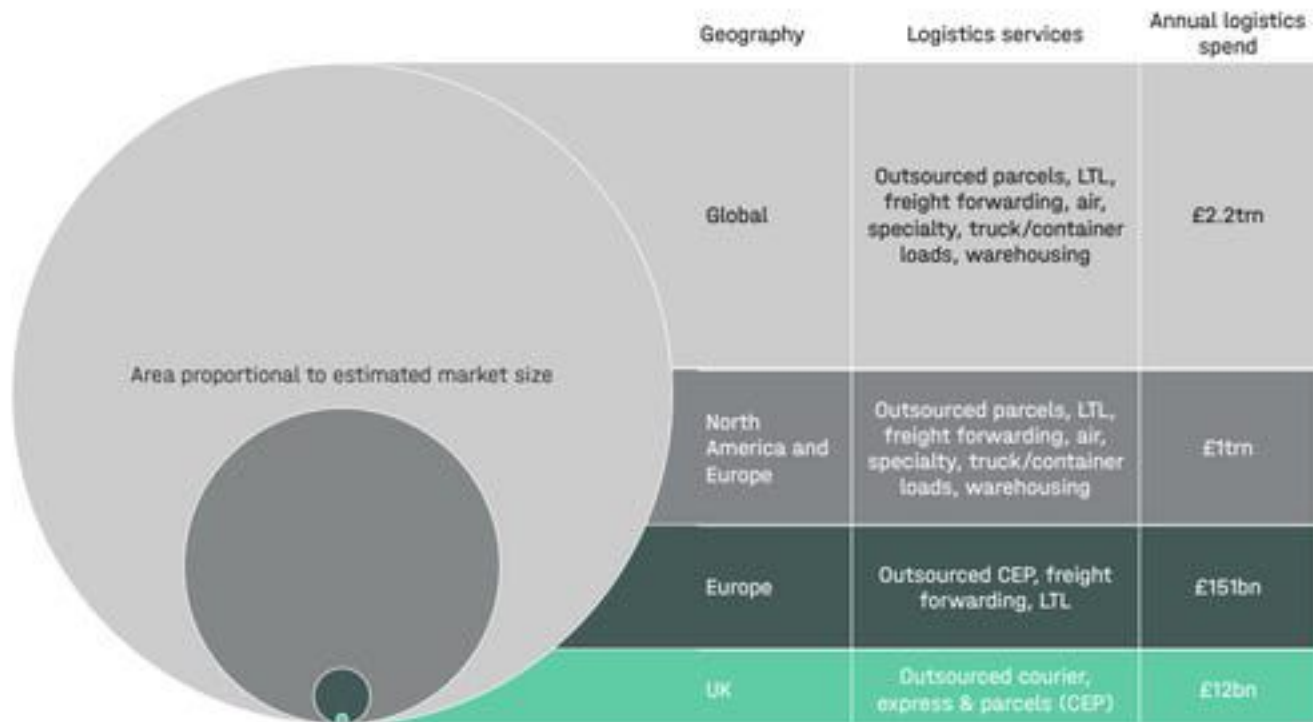 Geography
Logistics services
Annual logistics
spend
Global
Outsourced parcels, LTL,
freight forwarding, air,
specialty, truck/container
loads, warehousing
£2.2trn
Area proportional to estimated market size
North
America and
Europe
Outsourced parcels, LTL,
freight forwarding, air,
specialty, truck/container
loads, warehousing
£1trn
Europe
Outsourced CEP, freight
forwarding, LTL
£151bn
UK
Outsourced courier,
express & parcels (CEP)
£12bn